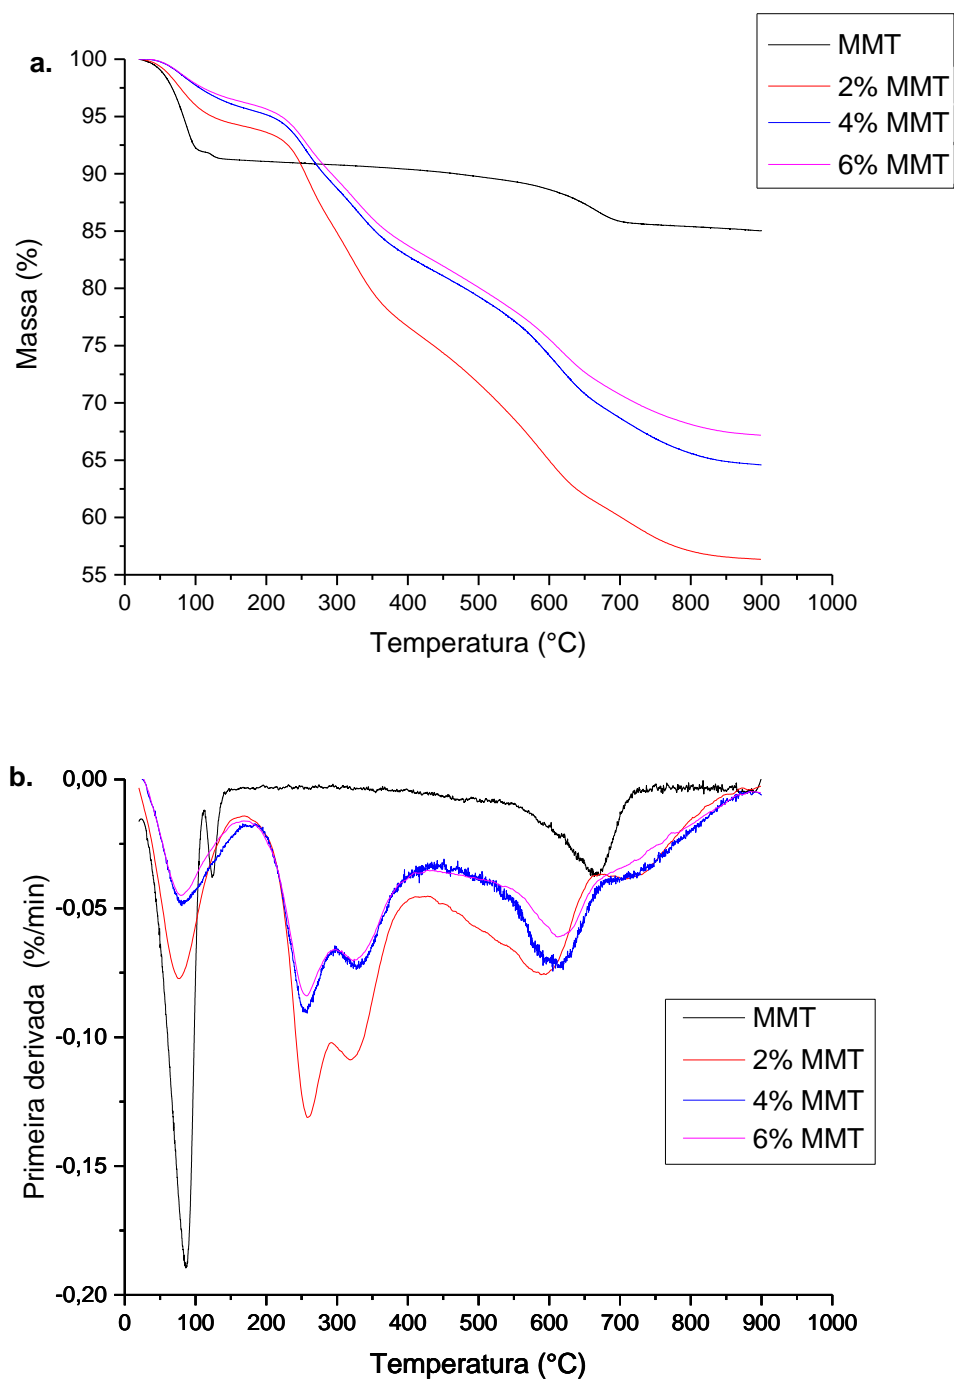 a.
MMT
2% MMT
4% MMT
6% MMT
100
95
90
85
80
75
70
65
60
55
Massa (%)
0 100 200 300 400 500 600 700 800 900 1000
Temperatura (°C)
b.
0,00
-0,05
-0,10
-0,15
-0,20
Primeira derivada (%/min)
MMT
2% MMT
4% MMT
6% MMT
0 100 200 300 400 500 600 700 800 900 1000
Temperatura (°C)